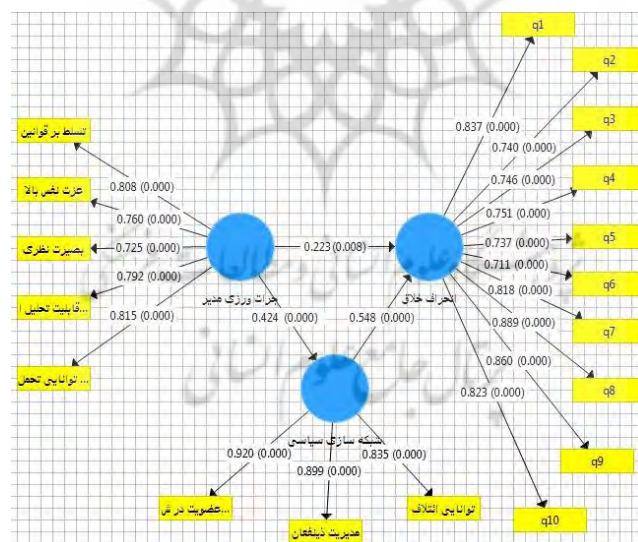 q1
q2
تسلط بر قوانین
0.837 (0.000)
q3
0.740 (0.000)
0.808 (0.000)
0.746 (0.000)
q4
عزت نفس بالا
0.760 (0.000)
0.751 (0.000)
بصیرت نظری
0.725 (0.000)
0.223 (0.008)
0.737 (0.000)
q5
0.711 (0.000)
q6
0.792 (0.000)
جرات ورزی مدیر
انحراف خلاق
...قابلیت تحلیل ا
0.818 (0.000)
q7
0.815 (0.000)
0.424 (0.000)
0.548 (0.000)
0.889 (0.000)
0.860 (0.000)
... توانایی تحمل
0.823 (0.000)
q8
شبکه سازی سیاسی
0.920 (0.000)
0.835 (0.000)
0.899 (0.000)
q9
...عضویت در ش
توانایی ائتلاف
مدیریت ذینفعان
q10
پرتال جامع علوم انسانی